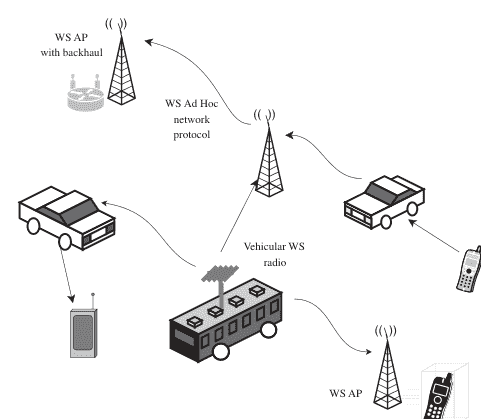 WS AP
with backhaul
WS Ad Hoc
network
protocol
Vehicular WS
radio
WS AP